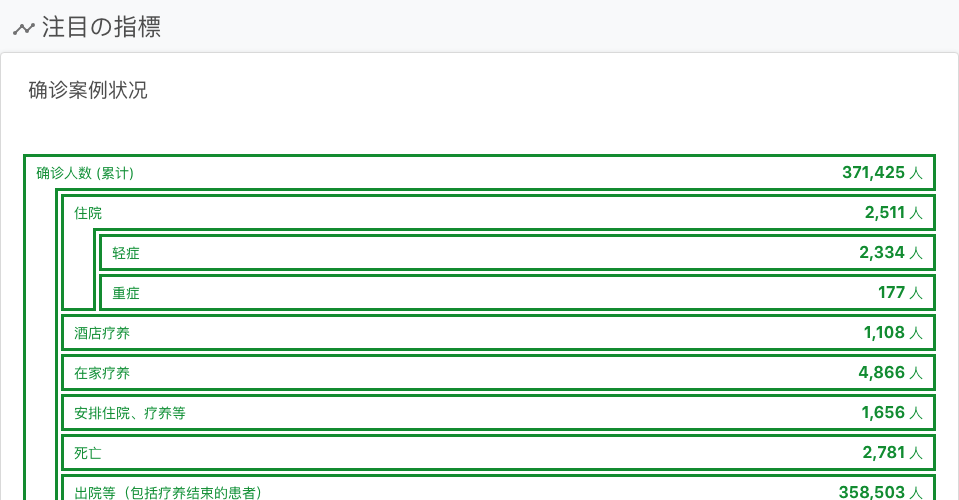 注目の指標
确诊案例状况
确诊人数 (累计) 371,425 人
住院 2,511 人
轻症 2,334 人
重症 177 人
酒店疗养 1,108 人
在家疗养 4,866 人
安排住院、疗养等 1,656 人
死亡 2,781 人
出院等（包括疗养结束的患者） 358,503 人